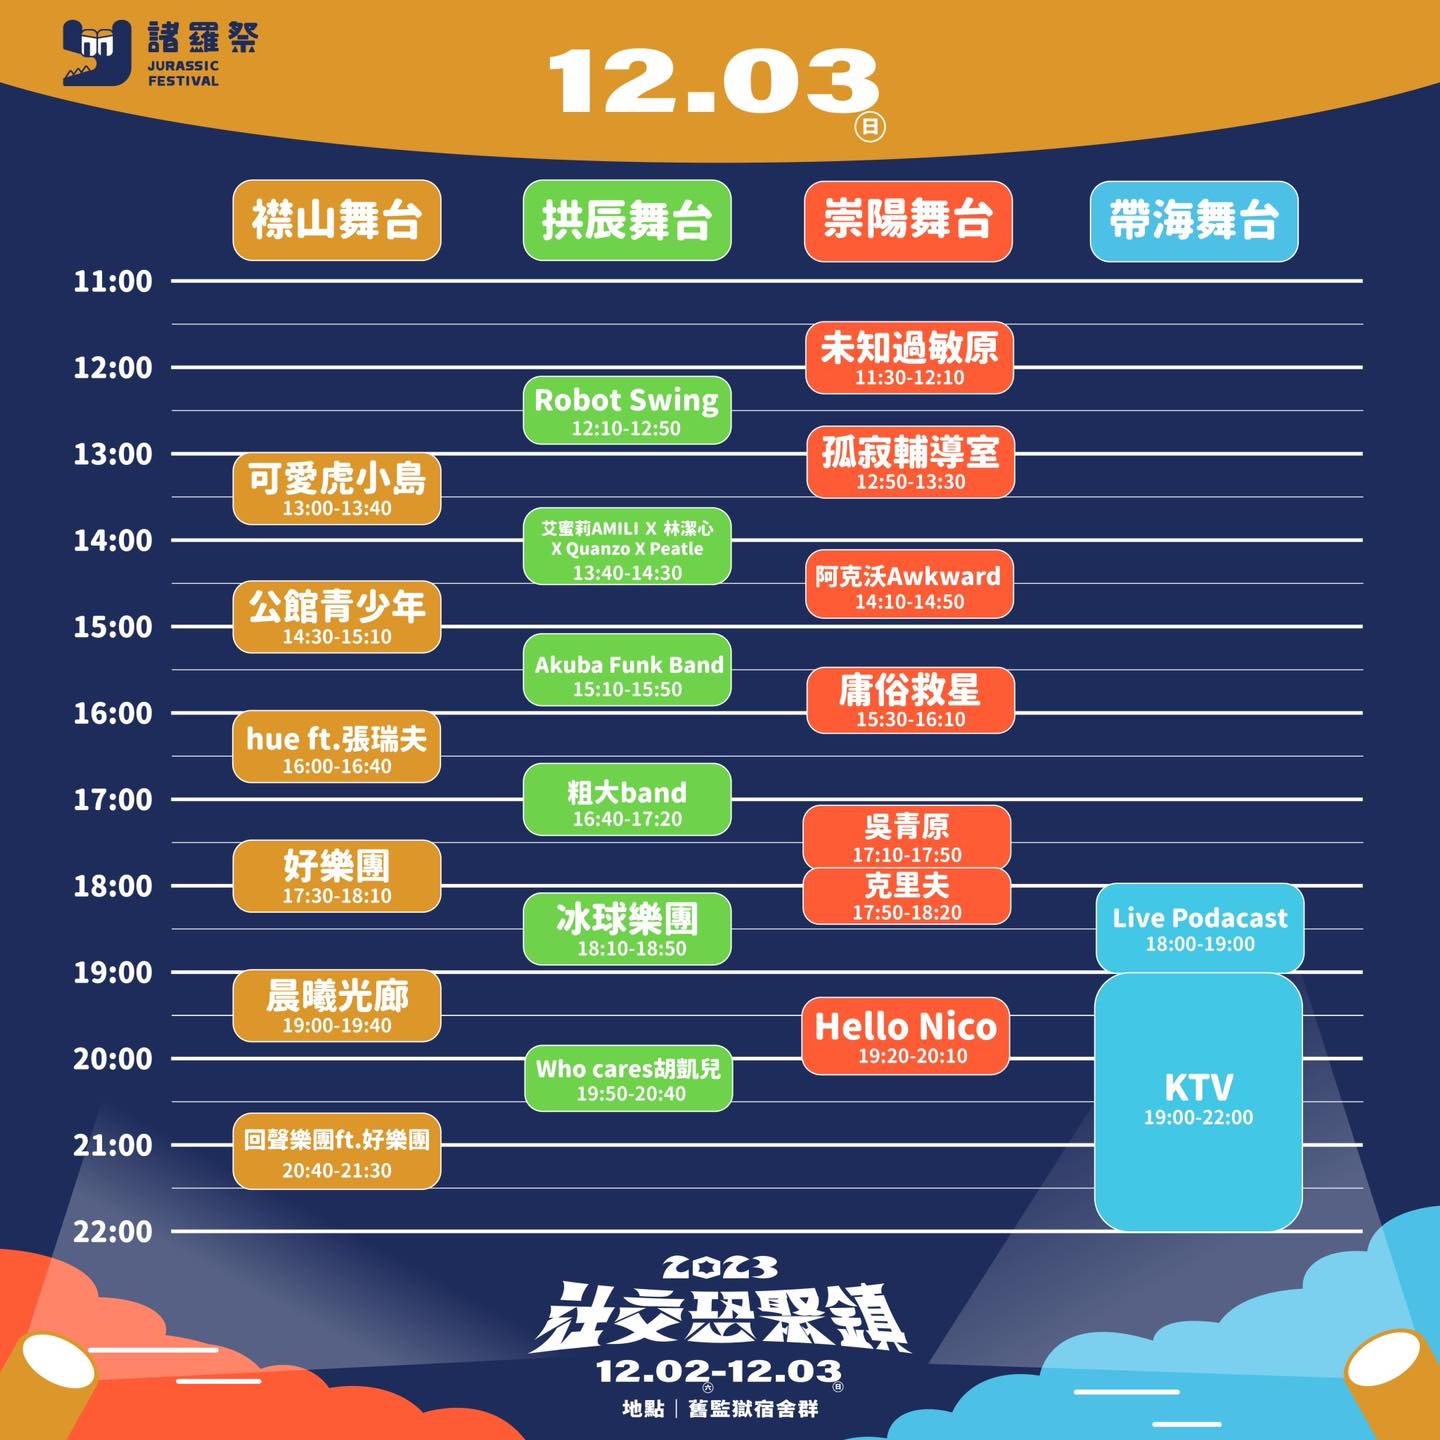 諸羅祭
JURASSIC
FESTIVAL
12.03
日
襟山舞台
拱辰舞台
崇陽舞台
帶海舞台
11:00
12:00
13:00
14:00
15:00
16:00
17:00
18:00
19:00
20:00
21:00
22:00
可愛虎小島
13:00-13:40
公館青少年
14:30-15:10
hue ft.張瑞夫
16:00-16:40
好樂團
17:30-18:10
晨曦光廊
19:00-19:40
回聲樂團ft.好樂團
20:40-21:30
Robot Swing
12:10-12:50
艾蜜莉AMILI X 林潔心
X Quanzo X Peatle
13:40-14:30
Akuba Funk Band
15:10-15:50
粗大band
16:40-17:20
冰球樂團
18:10-18:50
Who cares胡凱兒
19:50-20:40
未知過敏原
11:30-12:10
孤寂輔導室
12:50-13:30
阿克沃Awkward
14:10-14:50
庸俗救星
15:30-16:10
吳青原
17:10-17:50
克里夫
17:50-18:20
Hello Nico
19:20-20:10
Live Podacast
18:00-19:00
KTV
19:00-22:00
2023
社交恐聚鎮
12.02-12.03
六 日
地點｜舊監獄宿舍群